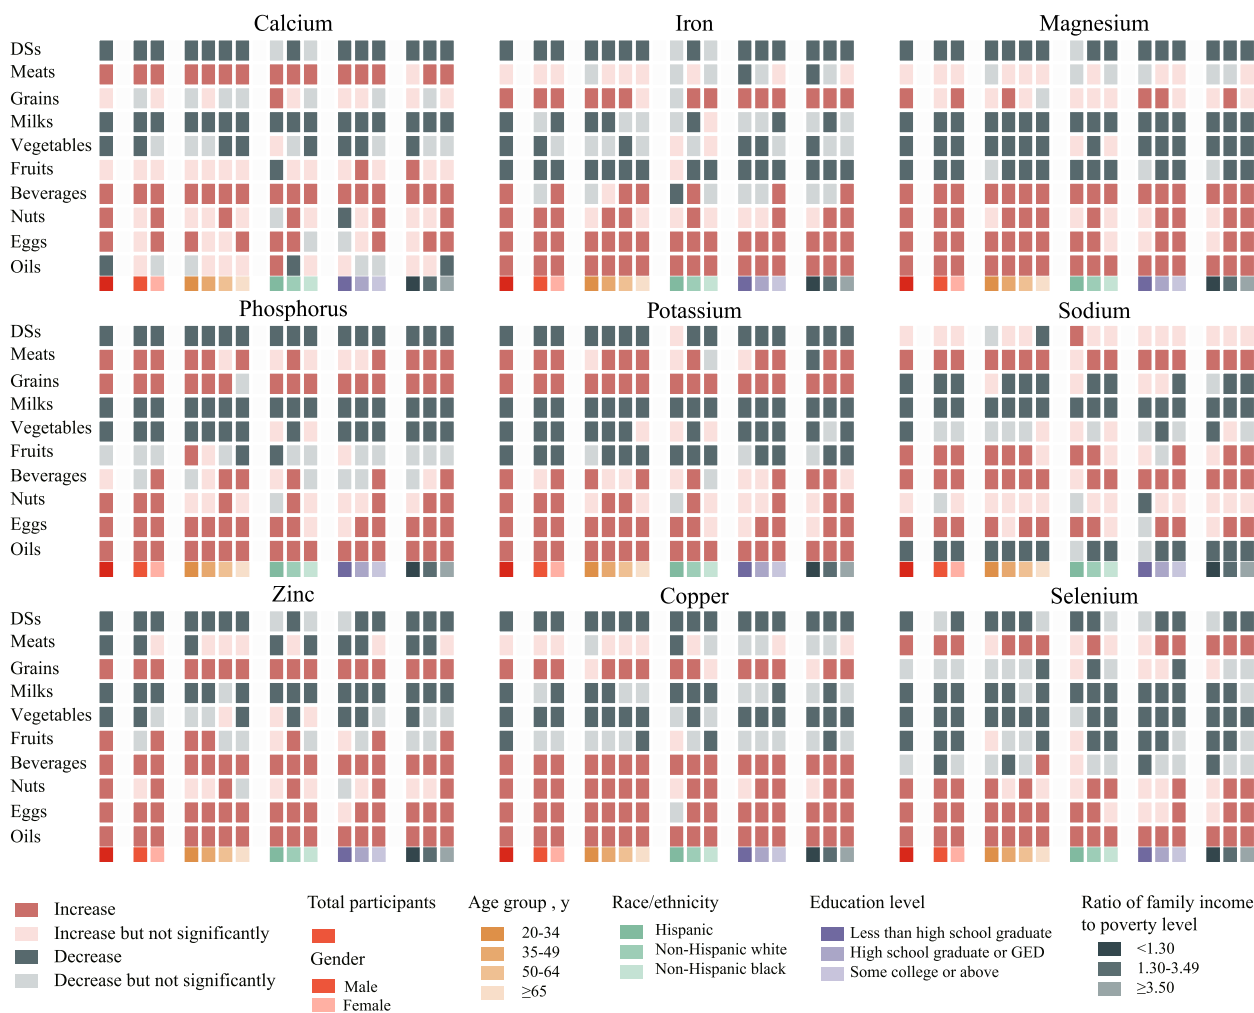 Calcium Iron Magnesium
DSs
Meats
Grains
Milks
Vegetables
Fruits
Beverages
Nuts
Eggs
Oils
Phosphorus Potassium Sodium
DSs
Meats
Grains
Milks
Vegetables
Fruits
Beverages
Nuts
Eggs
Oils
Zinc Copper Selenium
DSs
Meats
Grains
Milks
Vegetables
Fruits
Beverages
Nuts
Eggs
Oils
Increase
Increase but not significantly
Decrease
Decrease but not significantly
Total participants
Gender
Male
Female
Age group , y
20-34
35-49
50-64
≥65
Race/ethnicity
Hispanic
Non-Hispanic white
Non-Hispanic black
Education level
Less than high school graduate
High school graduate or GED
Some college or above
Ratio of family income
to poverty level
<1.30
1.30-3.49
≥3.50